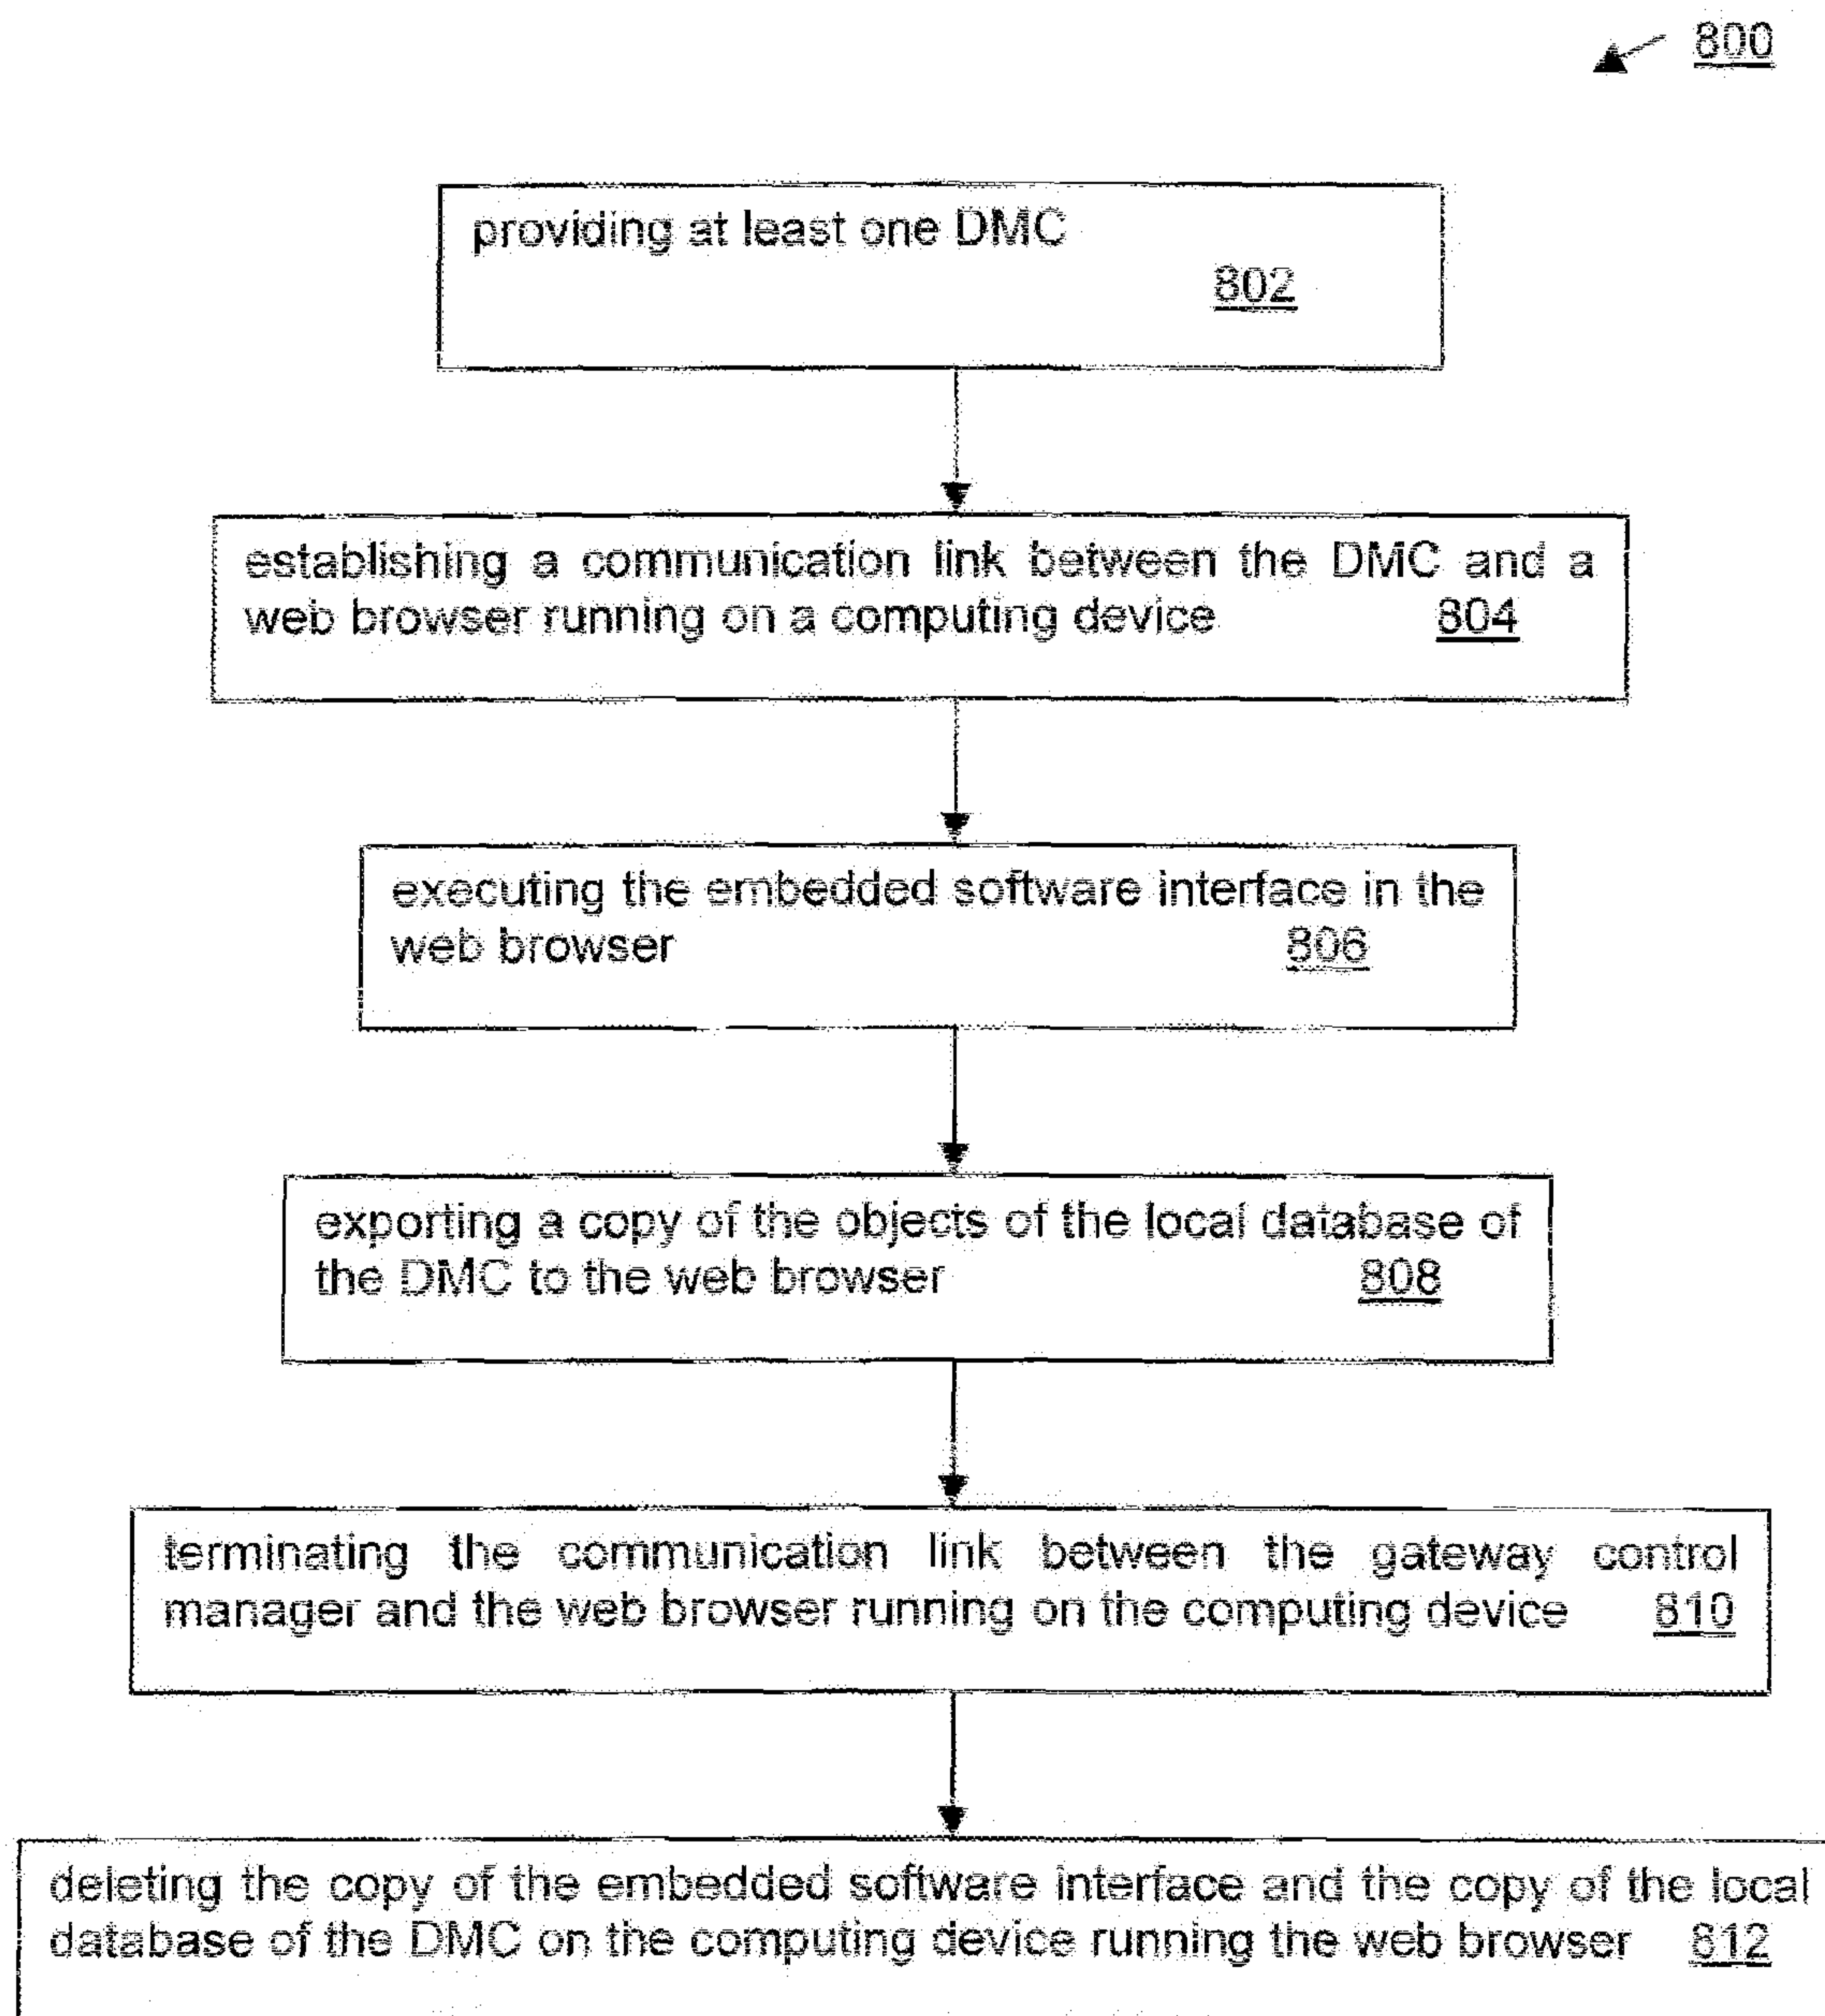 800
providing at least one DMC
802
establishing a communication link between the DMC and a
web browser running on a computing device 804
executing the embedded software interface in the
web browser 806
exporting a copy of the objects of the local database of
the DMC to the web browser 808
terminating the communication link between the gateway control
manager and the web browser running on the computing device 810
deleting the copy of the embedded software interface and the copy of the local
database of the DMC on the computing device running the web browser 812